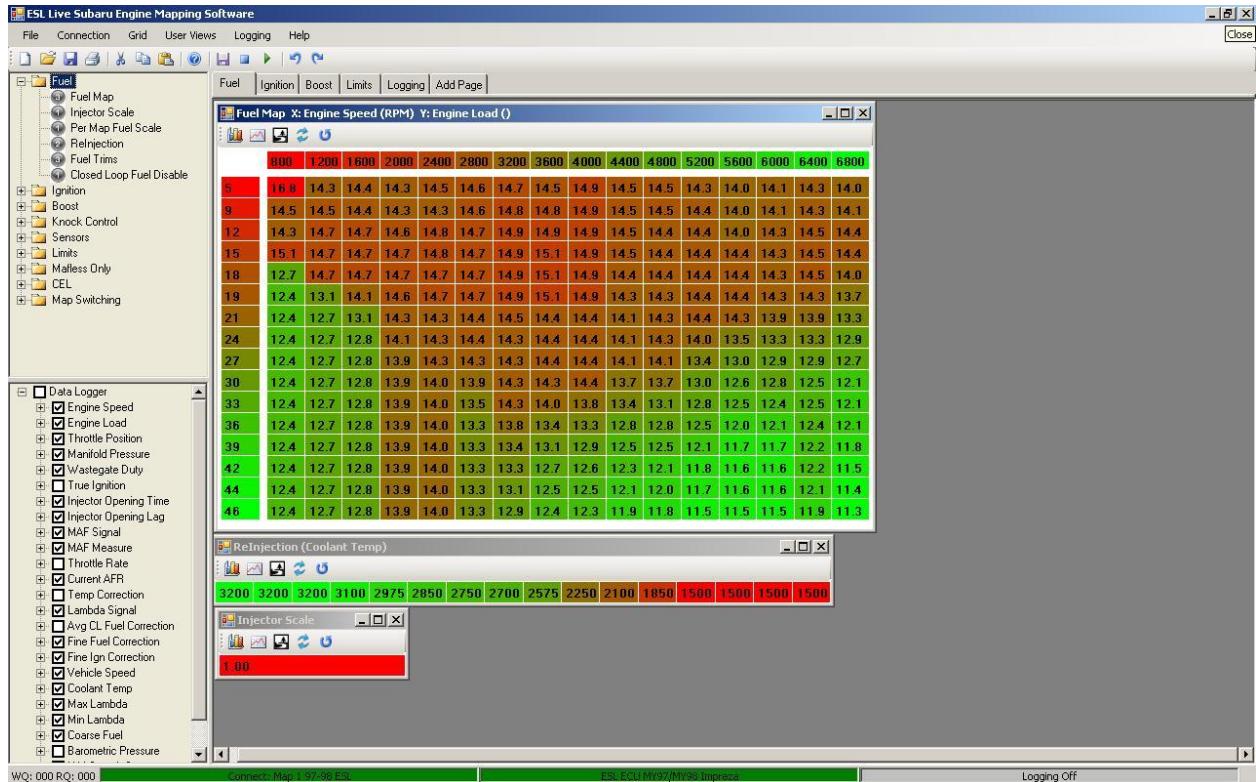 ESL Live Subaru Engine Mapping Software
File Connection Grid User Views Logging Help
Close
Fuel
Fuel Map
Injector Scale
Per Map Fuel Scale
ReInjection
Fuel Trims
Closed Loop Fuel Disable
Ignition
Boost
Knock Control
Sensors
Limits
Mafless Only
CEL
Map Switching
Data Logger
Engine Speed
Engine Load
Throttle Position
Manifold Pressure
Wastegate Duty
True Ignition
Injector Opening Time
Injector Opening Lag
MAF Signal
MAF Measure
Throttle Rate
Current AFR
Temp Correction
Lambda Signal
Avg CL Fuel Correction
Fine Fuel Correction
Fine Ign Correction
Vehicle Speed
Coolant Temp
Max Lambda
Min Lambda
Coarse Fuel
Barometric Pressure
Fuel Ignition Boost Limits Logging Add Page
Fuel Map X: Engine Speed (RPM) Y: Engine Load ()
800 1200 1600 2000 2400 2800 3200 3600 4000 4400 4800 5200 5600 6000 6400 6800
5 16.8 14.3 14.4 14.3 14.5 14.6 14.7 14.5 14.9 14.5 14.5 14.3 14.0 14.1 14.3 14.0
9 14.5 14.5 14.4 14.3 14.3 14.6 14.8 14.8 14.9 14.5 14.5 14.4 14.0 14.1 14.3 14.1
12 14.3 14.7 14.7 14.6 14.8 14.7 14.9 14.9 14.9 14.5 14.4 14.4 14.0 14.3 14.5 14.4
15 15.1 14.7 14.7 14.7 14.8 14.7 14.9 15.1 14.9 14.5 14.4 14.4 14.4 14.3 14.5 14.4
18 12.7 14.7 14.7 14.7 14.7 14.7 14.9 15.1 14.9 14.4 14.4 14.4 14.4 14.3 14.5 14.0
19 12.4 13.1 14.1 14.6 14.7 14.7 14.9 15.1 14.9 14.3 14.3 14.4 14.4 14.3 14.3 13.7
21 12.4 12.7 13.1 14.3 14.3 14.4 14.5 14.4 14.4 14.1 14.3 14.4 14.3 13.9 13.9 13.3
24 12.4 12.7 12.8 14.1 14.3 14.4 14.3 14.4 14.4 14.1 14.3 14.0 13.5 13.3 13.3 12.9
27 12.4 12.7 12.8 13.9 14.3 14.3 14.3 14.4 14.4 14.1 14.1 13.4 13.0 12.9 12.9 12.7
30 12.4 12.7 12.8 13.9 14.0 13.9 14.3 14.3 14.4 13.7 13.7 13.0 12.6 12.8 12.5 12.1
33 12.4 12.7 12.8 13.9 14.0 13.5 14.3 14.0 13.8 13.4 13.1 12.8 12.5 12.4 12.5 12.1
36 12.4 12.7 12.8 13.9 14.0 13.3 13.8 13.4 13.3 12.8 12.8 12.5 12.0 12.1 12.4 12.1
39 12.4 12.7 12.8 13.9 14.0 13.3 13.4 13.1 12.9 12.5 12.5 12.1 11.7 11.7 12.2 11.8
42 12.4 12.7 12.8 13.9 14.0 13.3 13.3 12.7 12.6 12.3 12.1 11.8 11.6 11.6 12.2 11.5
44 12.4 12.7 12.8 13.9 14.0 13.3 13.1 12.5 12.5 12.1 12.0 11.7 11.6 11.6 12.1 11.4
46 12.4 12.7 12.8 13.9 14.0 13.3 12.9 12.4 12.3 11.9 11.8 11.5 11.5 11.5 11.9 11.3
ReInjection (Coolant Temp)
3200 3200 3200 3100 2975 2850 2750 2700 2575 2250 2100 1850 1500 1500 1500 1500
Injector Scale
1.00
WQ: 000 RQ: 000 Connect: Map 1 97-98 ESL ESL ECU MY97/MY98 Impreza Logging Off